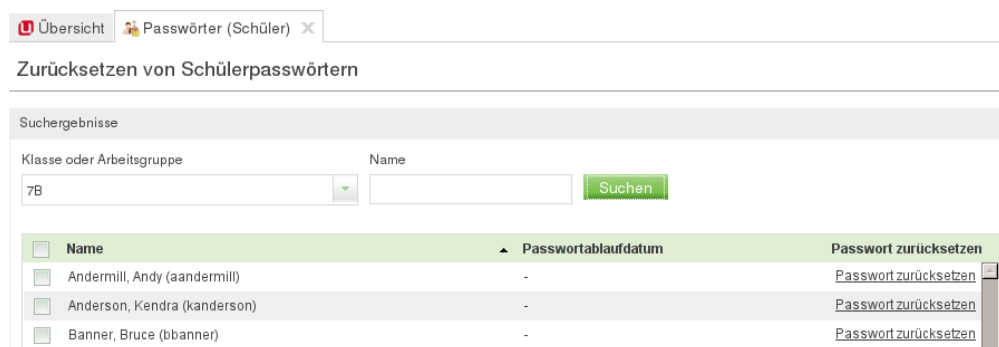 Übersicht Passwörter (Schüler)
Zurücksetzen von Schülerpasswörtern
Suchergebnisse
Klasse oder Arbeitsgruppe Name
7B Suchen
Name Passwortablaufdatum Passwort zurücksetzen
Andermill, Andy (aandermill) - Passwort zurücksetzen
Anderson, Kendra (kanderson) - Passwort zurücksetzen
Banner, Bruce (bbanner) - Passwort zurücksetzen